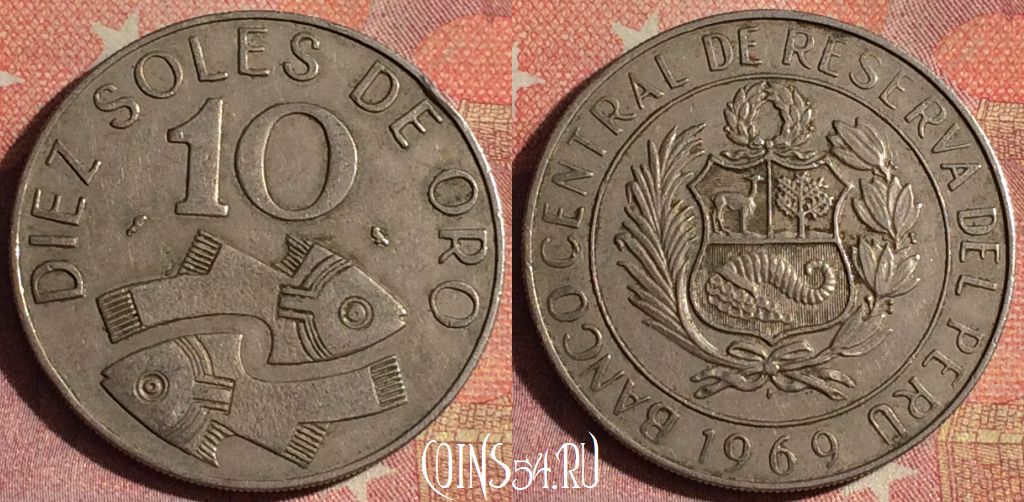 DIEZ SOLES DE ORO
10
BANCO CENTRAL DE RESERVA DEL PERU
1969
COINS54.RU